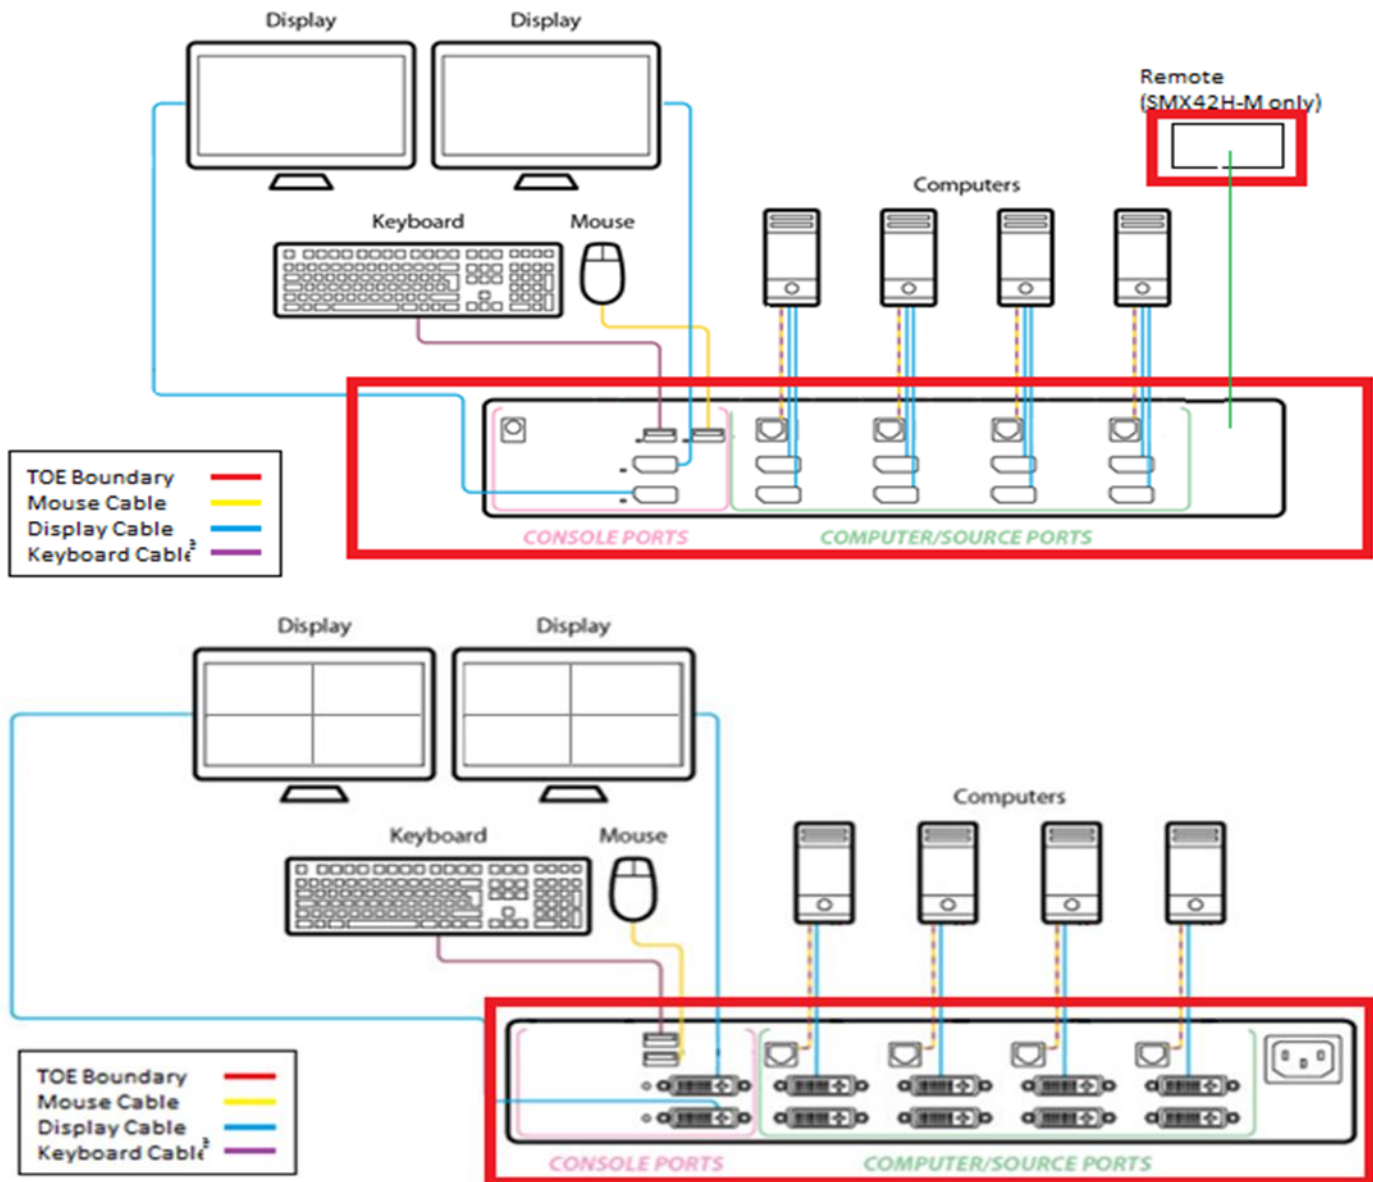 Display
Display
Remote
(SMX42H-M only)
Computers
Keyboard
Mouse
TOE Boundary
Mouse Cable
Display Cable
Keyboard Cable
CONSOLE PORTS
COMPUTER/SOURCE PORTS
Display
Display
Computers
Keyboard
Mouse
TOE Boundary
Mouse Cable
Display Cable
Keyboard Cable
CONSOLE PORTS
COMPUTER/SOURCE PORTS